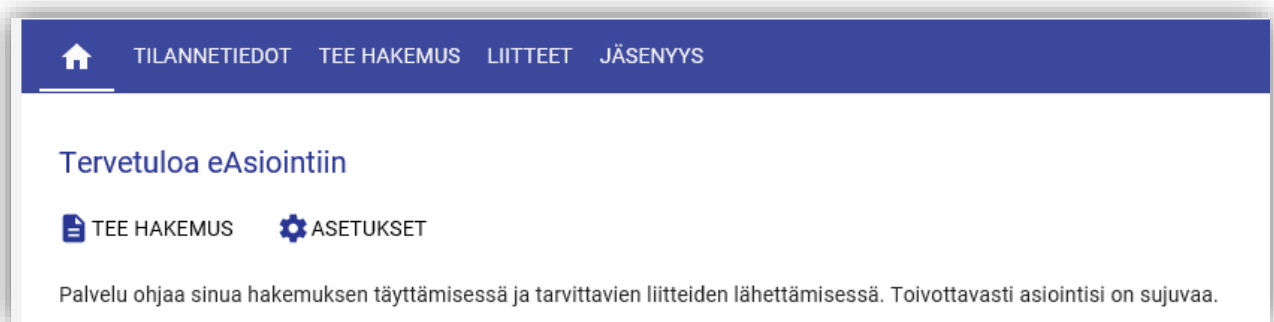 TILANNETIEDOT TEE HAKEMUS LIITTEET JÄSENYYS
Tervetuloa eAsiointiin
TEE HAKEMUS ASETUKSET
Palvelu ohjaa sinua hakemuksen täyttämisessä ja tarvittavien liitteiden lähettämisessä. Toivottavasti asiointisi on sujuvaa.